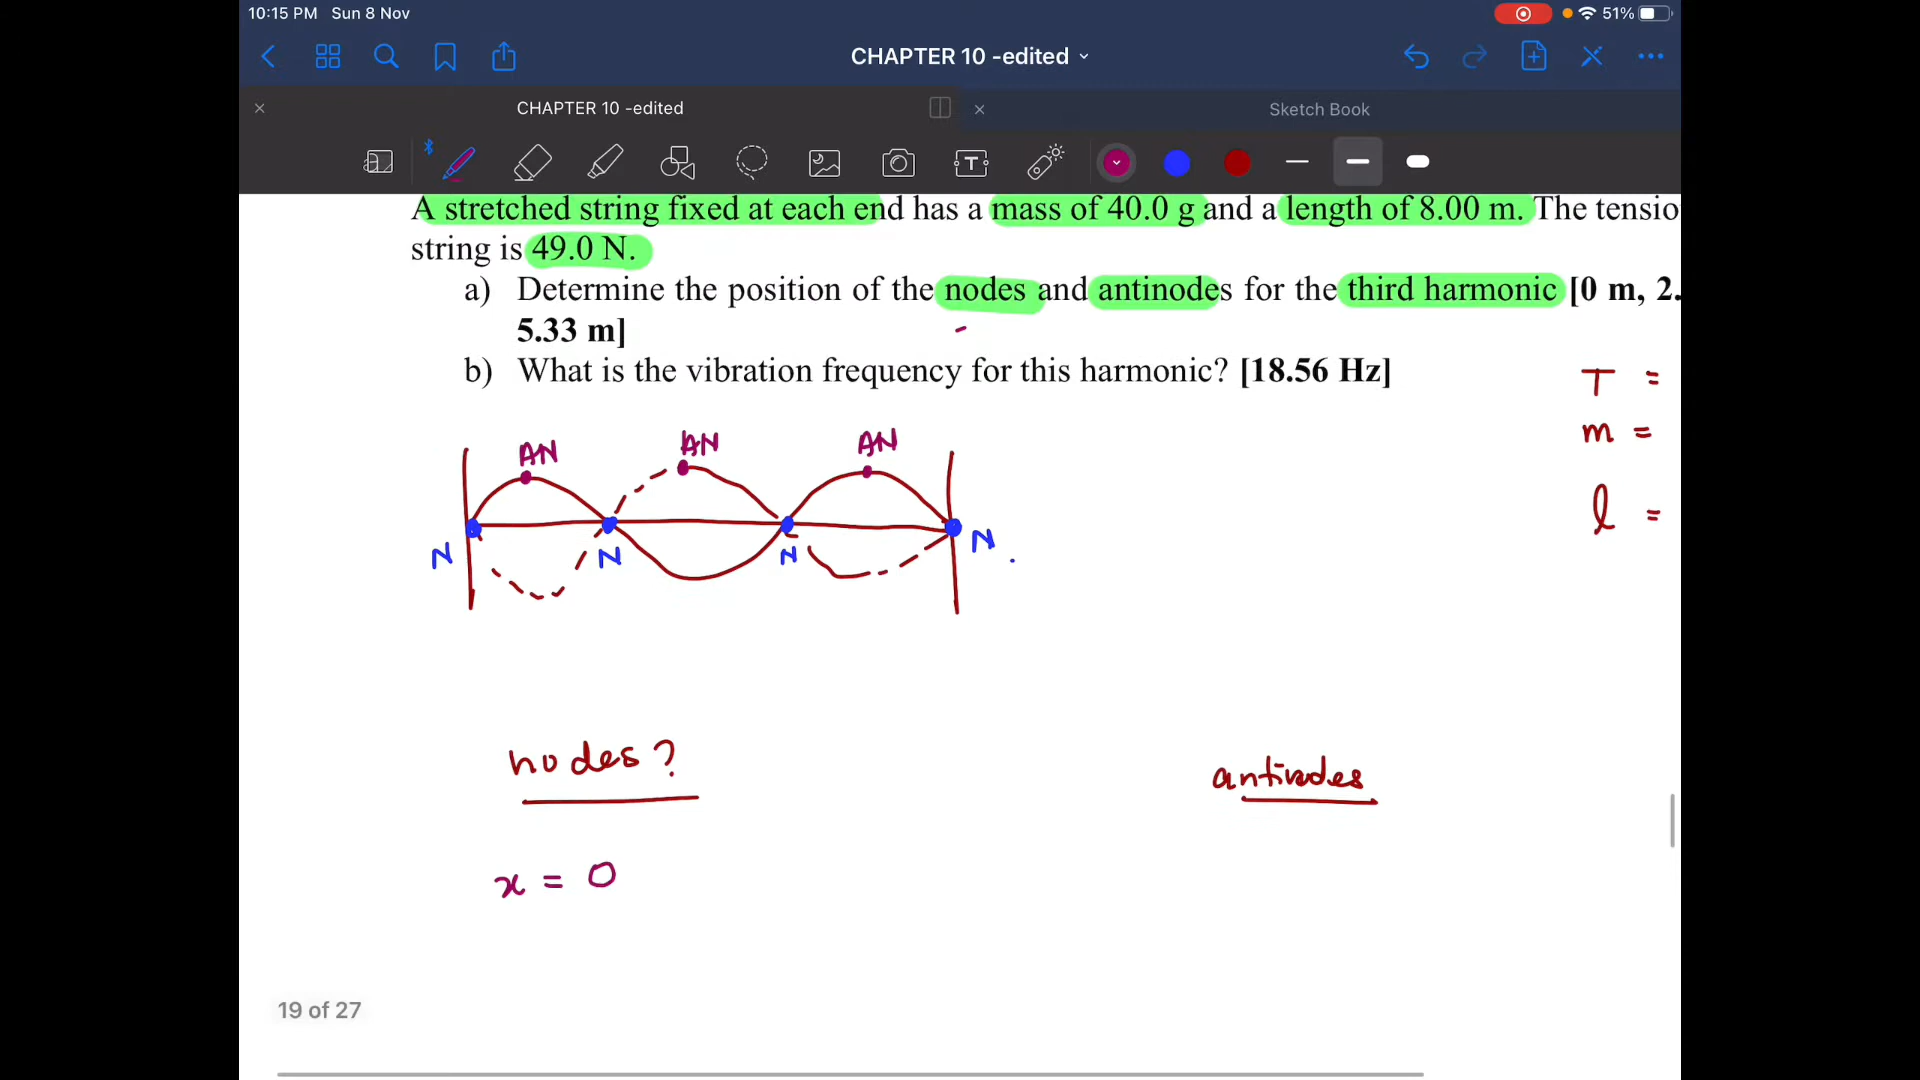 10:15 PM Sun 8 Nov
51%
CHAPTER 10 -edited
CHAPTER 10 -edited
Sketch Book
A stretched string fixed at each end has a mass of 40.0 g and a length of 8.00 m. The tensio
string is 49.0 N.
a) Determine the position of the nodes and antinodes for the third harmonic [0 m, 2.
5.33 m]
b) What is the vibration frequency for this harmonic? [18.56 Hz]
T =
m =
l =
AN AN AN
N N N N.
nodes?
antinodes
x = 0
19 of 27